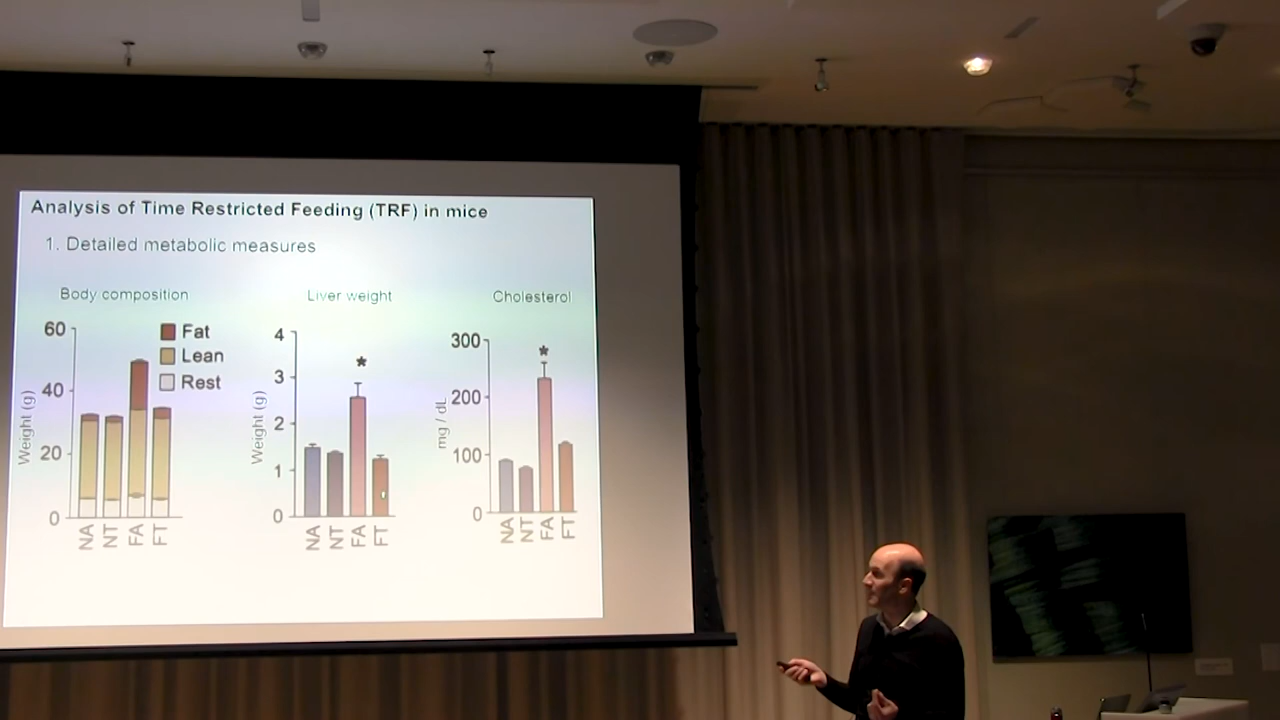 Analysis of Time Restricted Feeding (TRF) in mice
1. Detailed metabolic measures
Body composition
Liver weight
Cholesterol
Weight (g)
60
40
20
0
Fat
Lean
Rest
NA
NT
FA
FT
Weight (g)
4
3
2
1
0
*
NA
NT
FA
FT
mg / dL
300
200
100
0
*
NA
NT
FA
FT